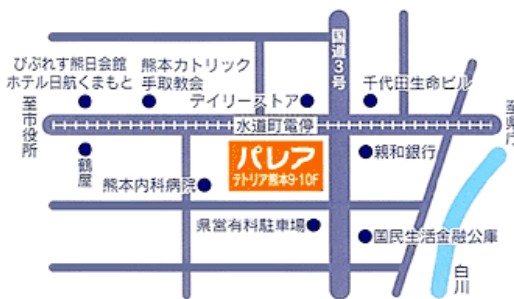 びぷれす熊日会館
ホテル日航くまもと
熊本カトリック
手取教会
デイリーストア
国道3号
千代田生命ビル
至市役所
水道町電停
至県庁
鶴屋
パレア
テトリア熊本9・10F
親和銀行
熊本内科病院
県営有料駐車場
国民生活金融公庫
白川